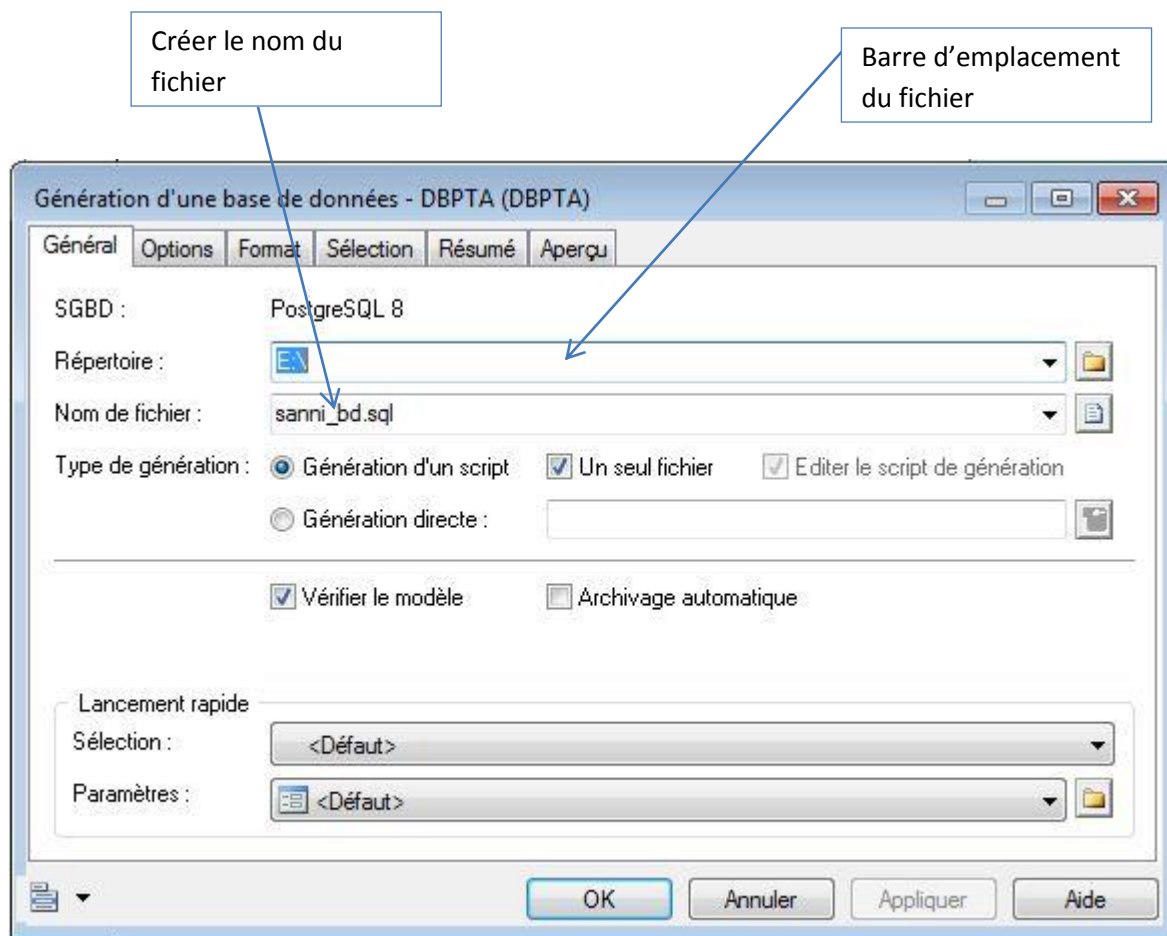 Créer le nom du
fichier
Barre d’emplacement
du fichier
Génération d'une base de données - DBPTA (DBPTA)
Général Options Format Sélection Résumé Aperçu
SGBD : PostgreSQL 8
Répertoire : E:\
Nom de fichier : sanni_bd.sql
Type de génération : Génération d'un script Un seul fichier Editer le script de génération
Génération directe :
Vérifier le modèle Archivage automatique
Lancement rapide
Sélection : <Défaut>
Paramètres : <Défaut>
OK Annuler Appliquer Aide